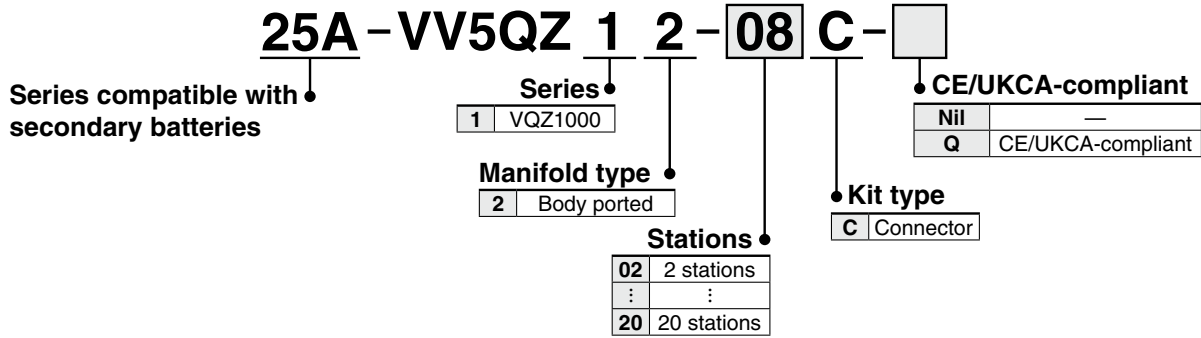 25A-VV5QZ 1 2-08 C-
Series compatible with
secondary batteries
Series
1 VQZ1000
Manifold type
2 Body ported
Stations
02 2 stations
⋮ ⋮
20 20 stations
Kit type
C Connector
CE/UKCA-compliant
Nil —
Q CE/UKCA-compliant